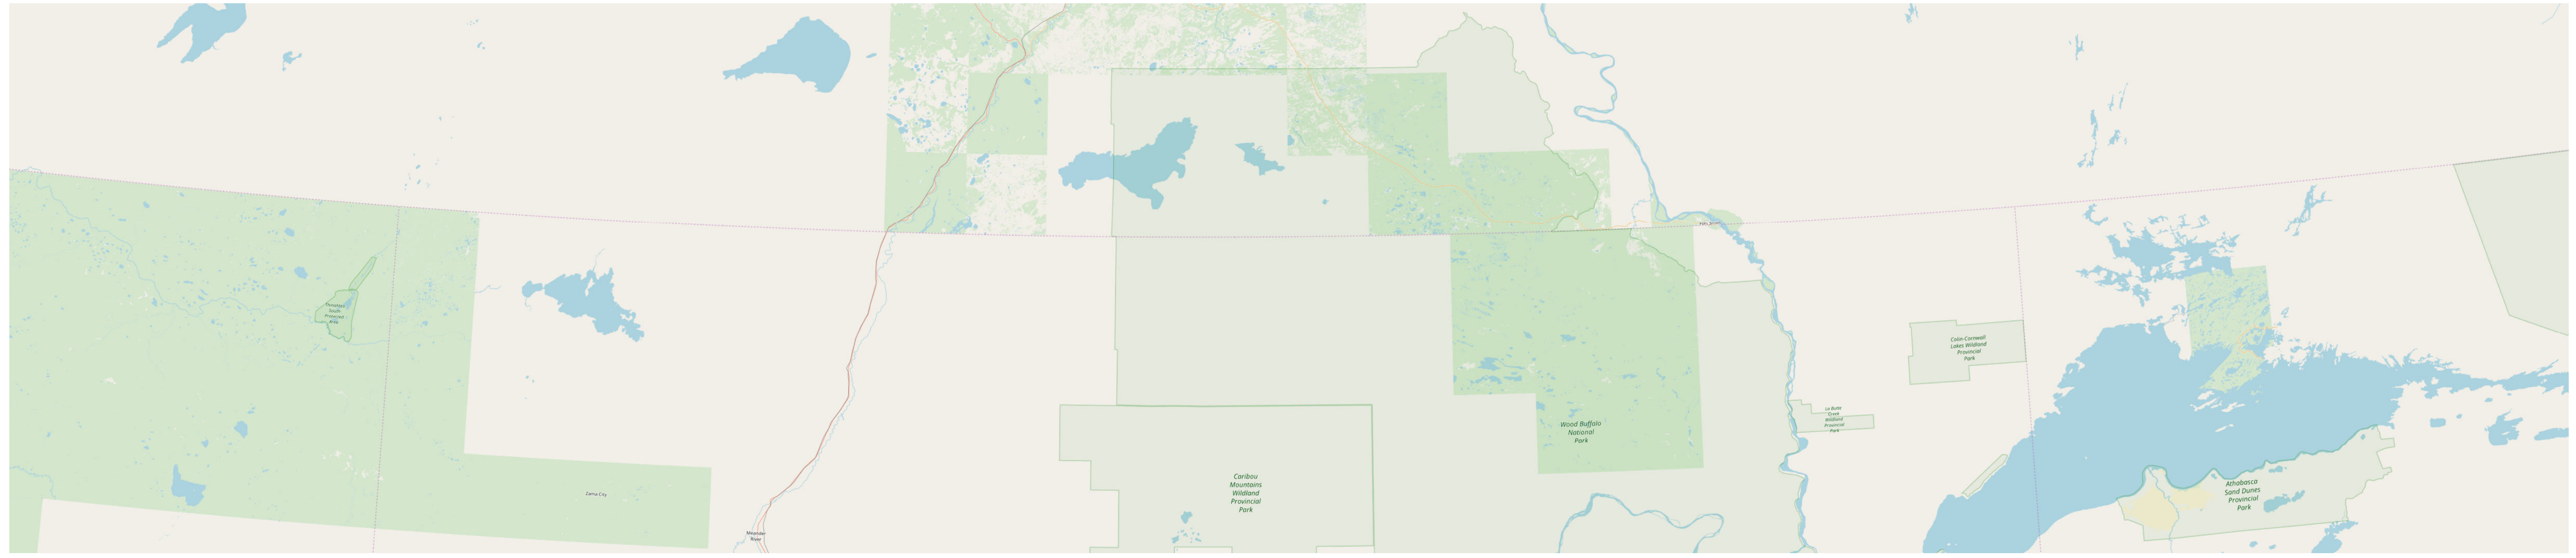 South
Protected
Area
Colin-Cornwall
Lakes Wildland
Provincial
Park
La Butte
Creek
Wildland
Provincial
Park
Wood Buffalo
National
Park
Caribou
Mountains
Wildland
Provincial
Park
Athabasca
Sand Dunes
Provincial
Park
Zama City
Meander
River